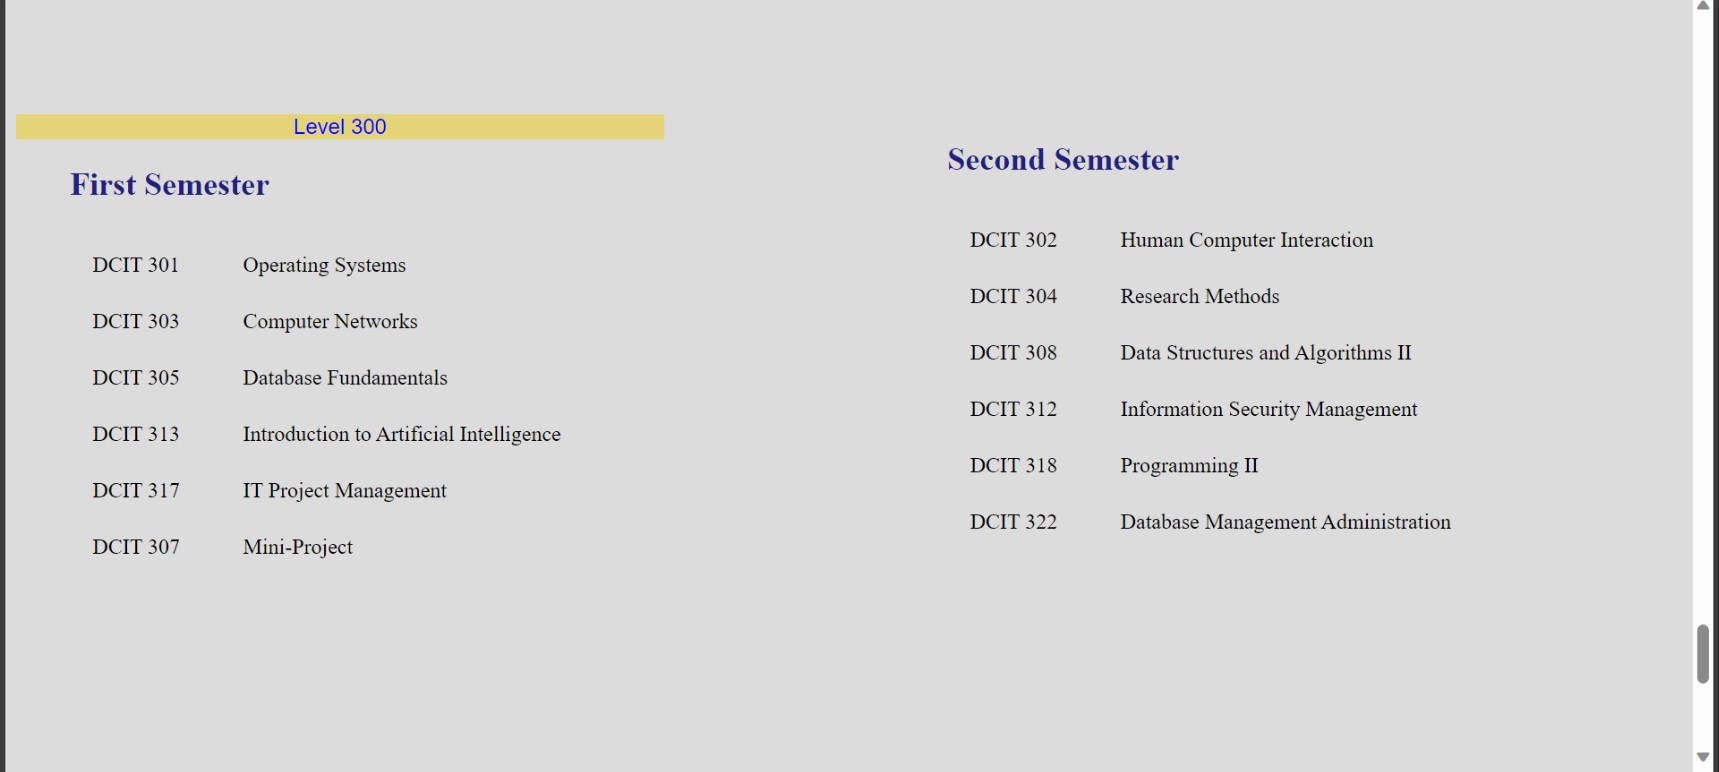 Level 300
First Semester
DCIT 301 Operating Systems
DCIT 303 Computer Networks
DCIT 305 Database Fundamentals
DCIT 313 Introduction to Artificial Intelligence
DCIT 317 IT Project Management
DCIT 307 Mini-Project
Second Semester
DCIT 302 Human Computer Interaction
DCIT 304 Research Methods
DCIT 308 Data Structures and Algorithms II
DCIT 312 Information Security Management
DCIT 318 Programming II
DCIT 322 Database Management Administration